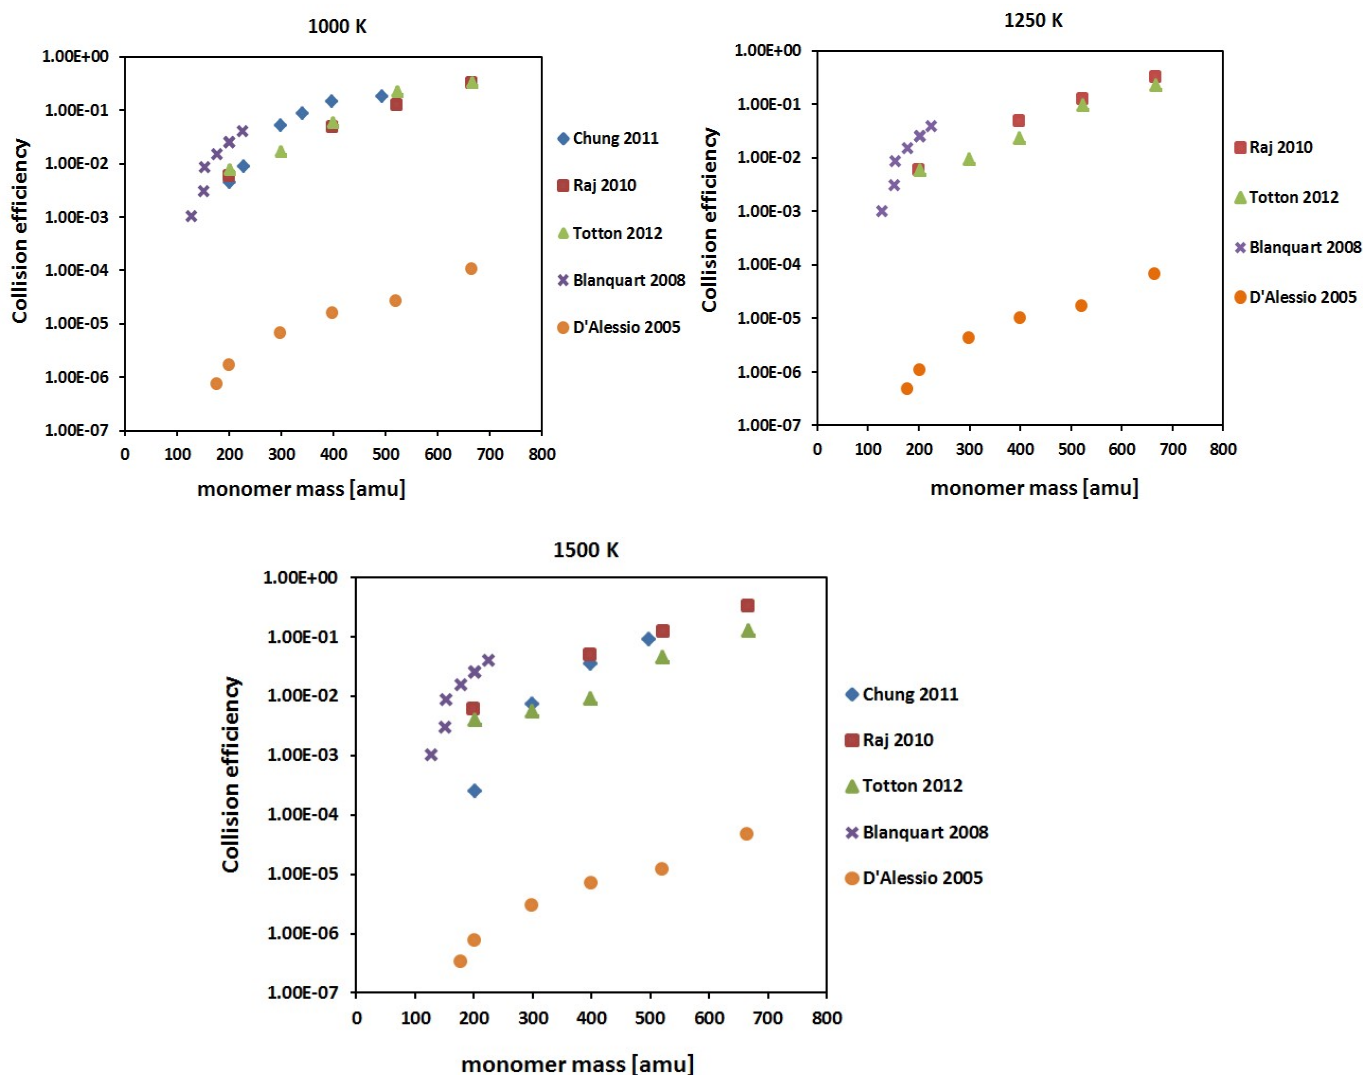 1000 K
1.00E+00
1.00E-01
1.00E-02
1.00E-03
1.00E-04
1.00E-05
1.00E-06
1.00E-07
Collision efficiency
0 100 200 300 400 500 600 700 800
monomer mass [amu]
Chung 2011
Raj 2010
Totton 2012
Blanquart 2008
D'Alessio 2005
1250 K
1.00E+00
1.00E-01
1.00E-02
1.00E-03
1.00E-04
1.00E-05
1.00E-06
1.00E-07
Collision efficiency
0 100 200 300 400 500 600 700 800
monomer mass [amu]
Raj 2010
Totton 2012
Blanquart 2008
D'Alessio 2005
1500 K
1.00E+00
1.00E-01
1.00E-02
1.00E-03
1.00E-04
1.00E-05
1.00E-06
1.00E-07
Collision efficiency
0 100 200 300 400 500 600 700 800
monomer mass [amu]
Chung 2011
Raj 2010
Totton 2012
Blanquart 2008
D'Alessio 2005